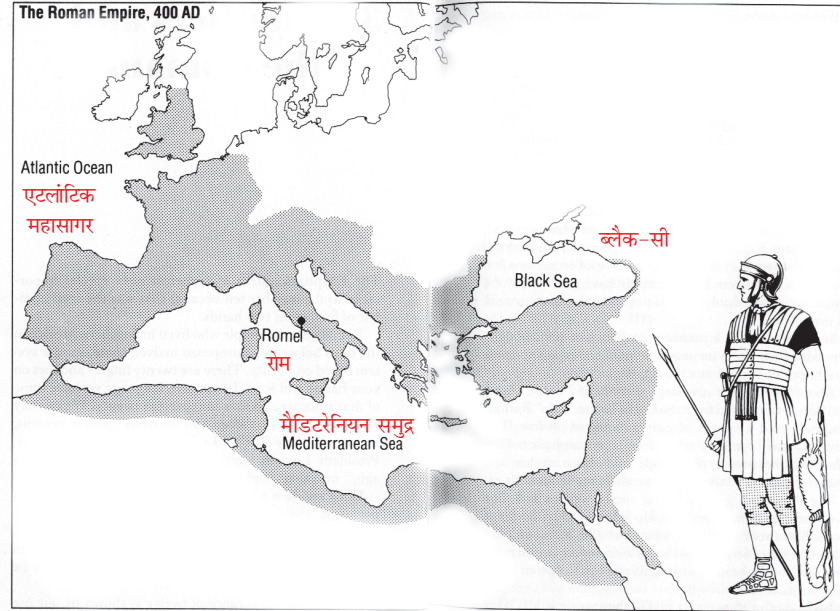 The Roman Empire, 400 AD
Atlantic Ocean
एटलांटिक
महासागर
ब्लैक-सी
Black Sea
Rome
रोम
मैडिटरेनियन समुद्र
Mediterranean Sea